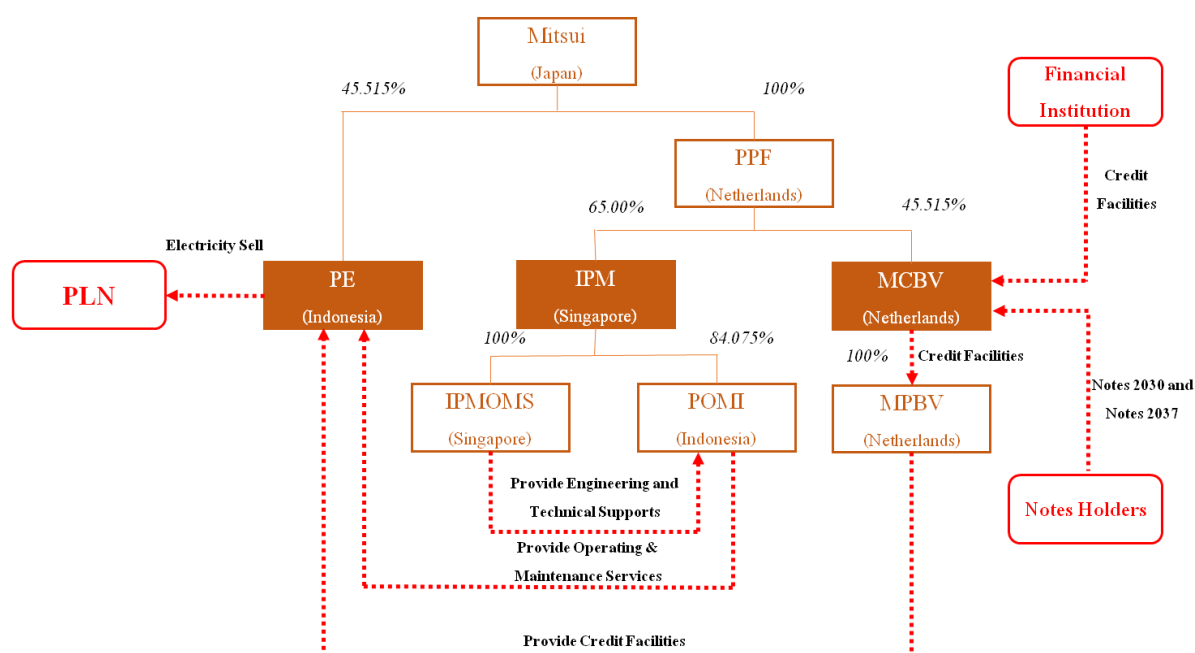 Mitsui
(Japan)
Financial
Institution
45.515%
100%
PPF
(Netherlands)
Credit
Facilities
65.00%
45.515%
Electricity Sell
PLN
PE
(Indonesia)
IPM
(Singapore)
MCBV
(Netherlands)
100%
84.075%
100%
Credit Facilities
Notes 2030 and
Notes 2037
IPMOMS
(Singapore)
POMI
(Indonesia)
MPBV
(Netherlands)
Provide Engineering and
Technical Supports
Notes Holders
Provide Operating &
Maintenance Services
Provide Credit Facilities